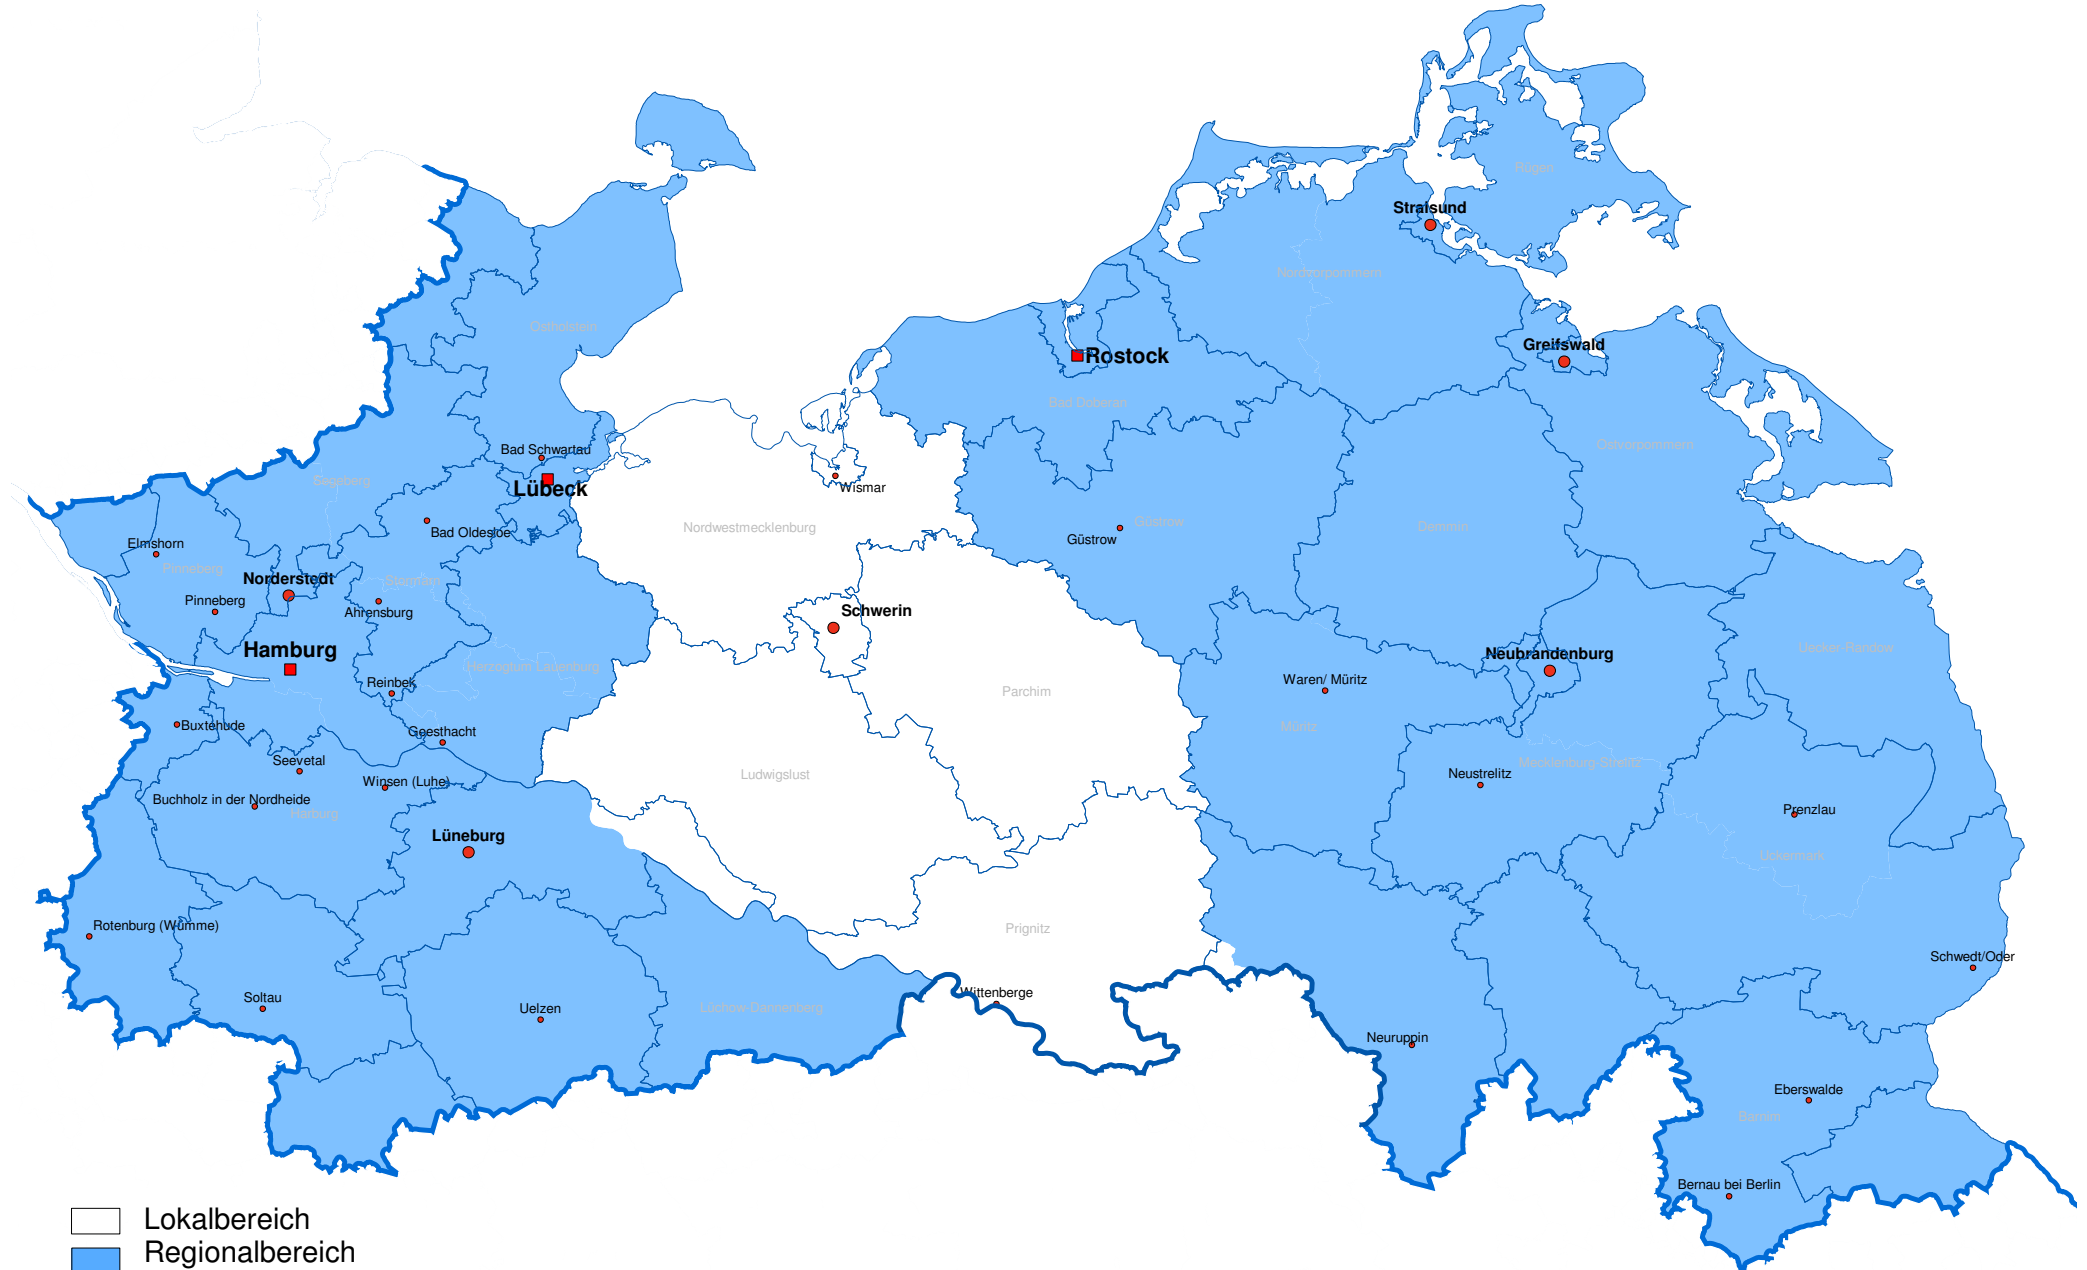 Rügen
Stralsund
Nordvorpommern
Ostholstein
Greifswald
Rostock
Bad Doberan
Ostvorpommern
Bad Schwartau
Segeberg
Lübeck
Wismar
Nordwestmecklenburg
Güstrow
Güstrow
Demmin
Bad Oldesloe
Elmshorn
Pinneberg
Norderstedt
Stormarn
Pinneberg
Ahrensburg
Schwerin
Hamburg
Herzogtum Lauenburg
Neubrandenburg
Uecker-Randow
Reinbek
Parchim
Waren/ Müritz
Müritz
Buxtehude
Geesthacht
Seevetal
Ludwigslust
Mecklenburg-Strelitz
Neustrelitz
Winsen (Luhe)
Buchholz in der Nordheide
Harburg
Prenzlau
Lüneburg
Uckermark
Rotenburg (Wümme)
Prignitz
Schwedt/Oder
Wittenberge
Soltau
Uelzen
Lüchow-Dannenberg
Neuruppin
Eberswalde
Barnim
Bernau bei Berlin
Lokalbereich
Regionalbereich